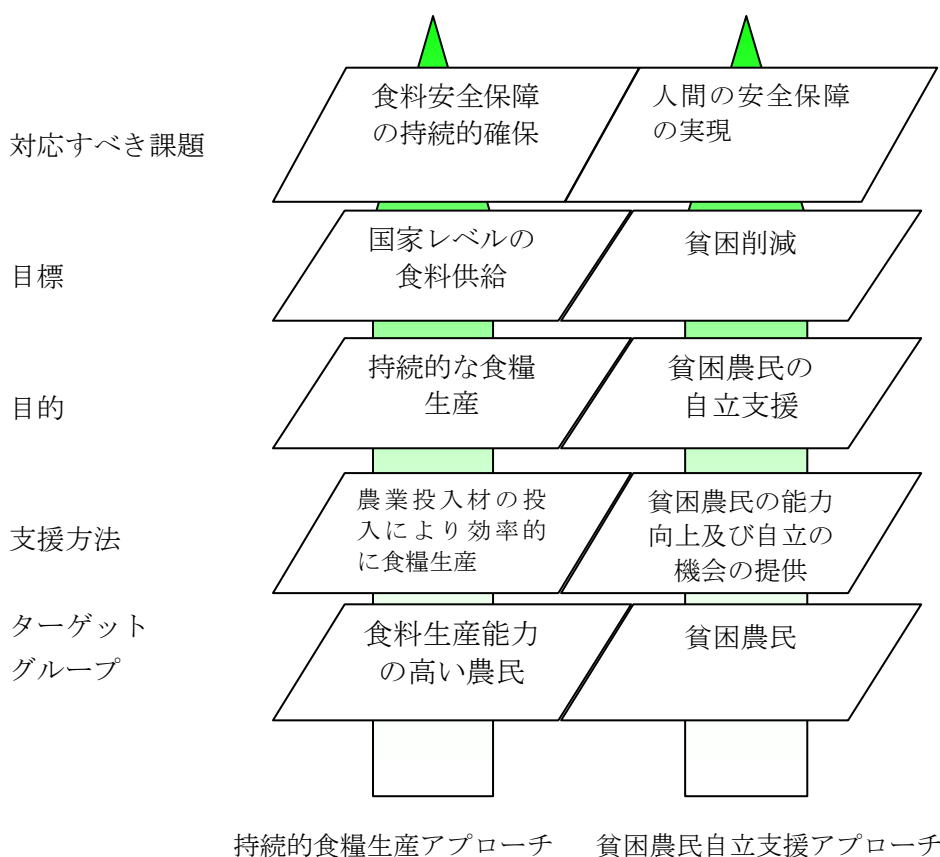 対応すべき課題
食料安全保障
の持続的確保
人間の安全保障
の実現
目標
国家レベルの
食料供給
貧困削減
目的
持続的な食糧
生産
貧困農民の
自立支援
支援方法
農業投入材の投
入により効率的
に食糧生産
貧困農民の能力
向上及び自立の
機会の提供
ターゲット
グループ
食料生産能力
の高い農民
貧困農民
持続的食糧生産アプローチ
貧困農民自立支援アプローチ